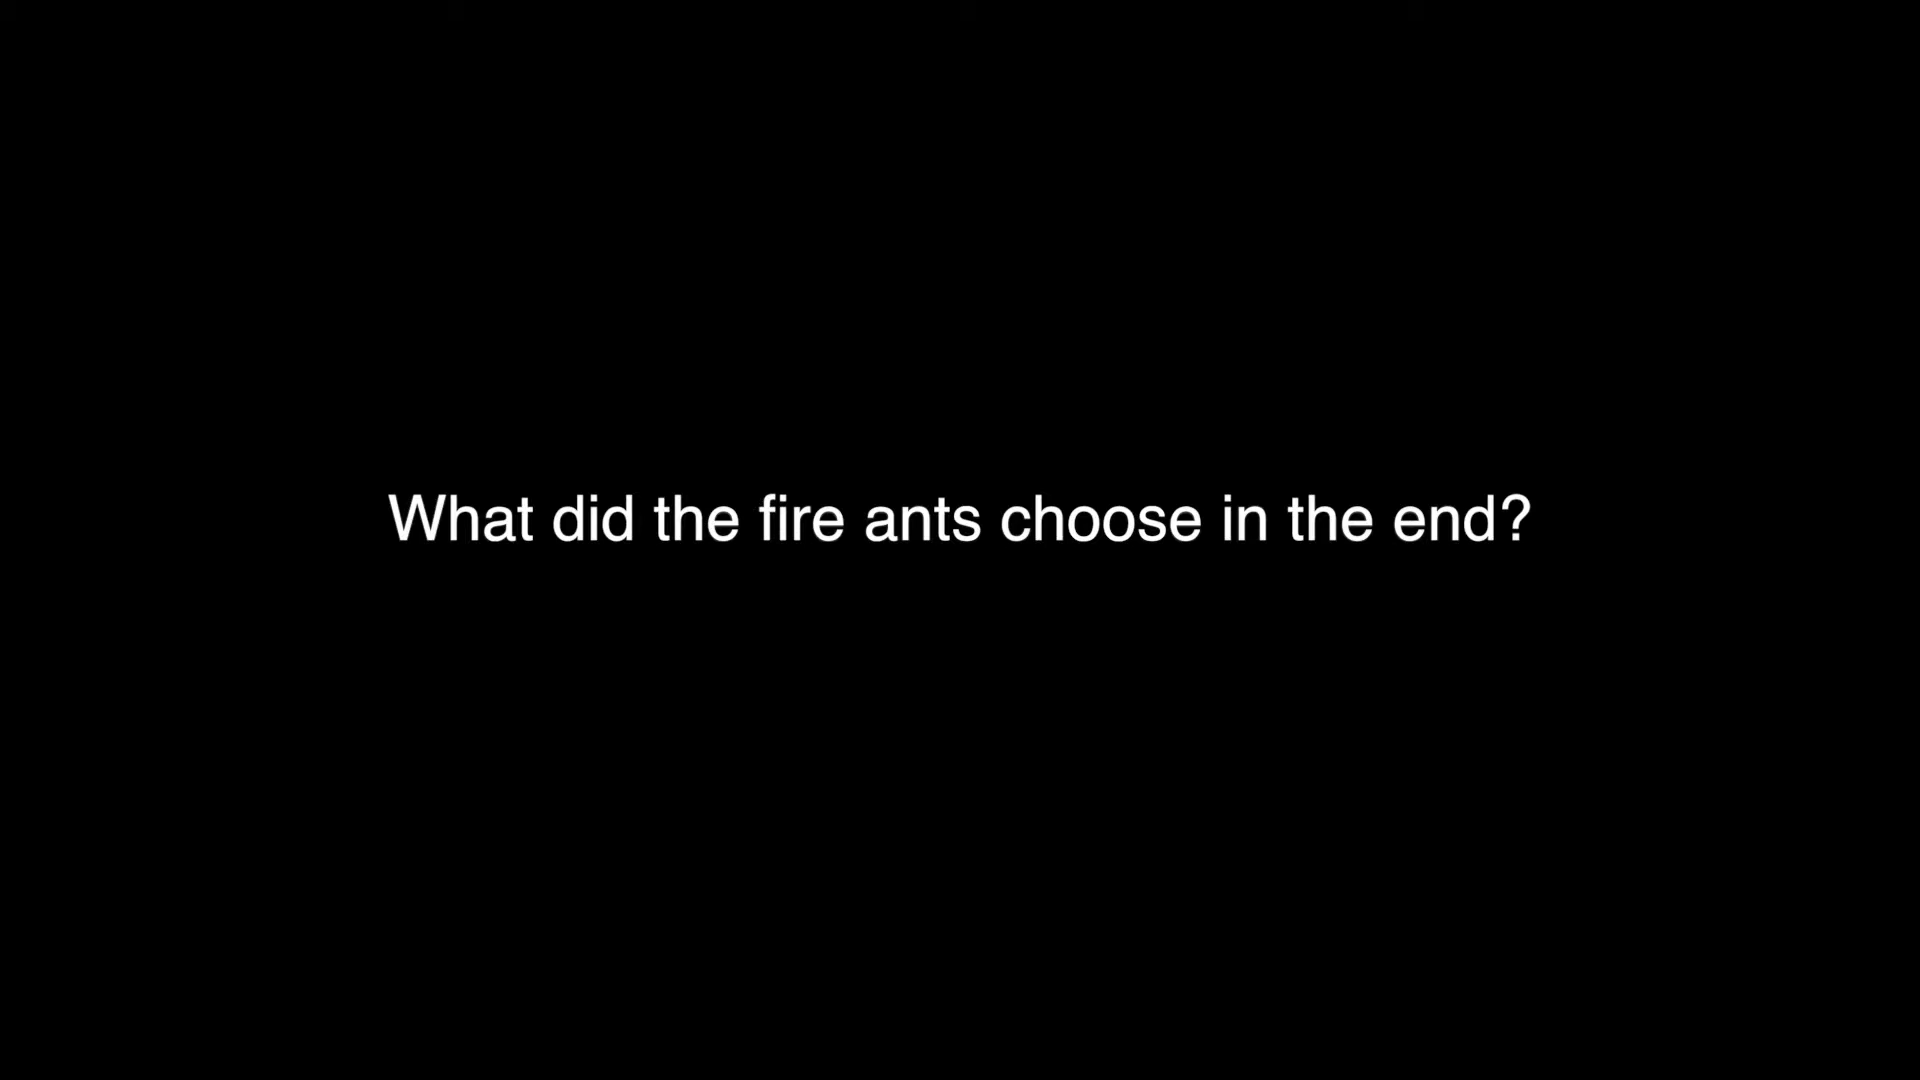 What did the fire ants choose in the end?